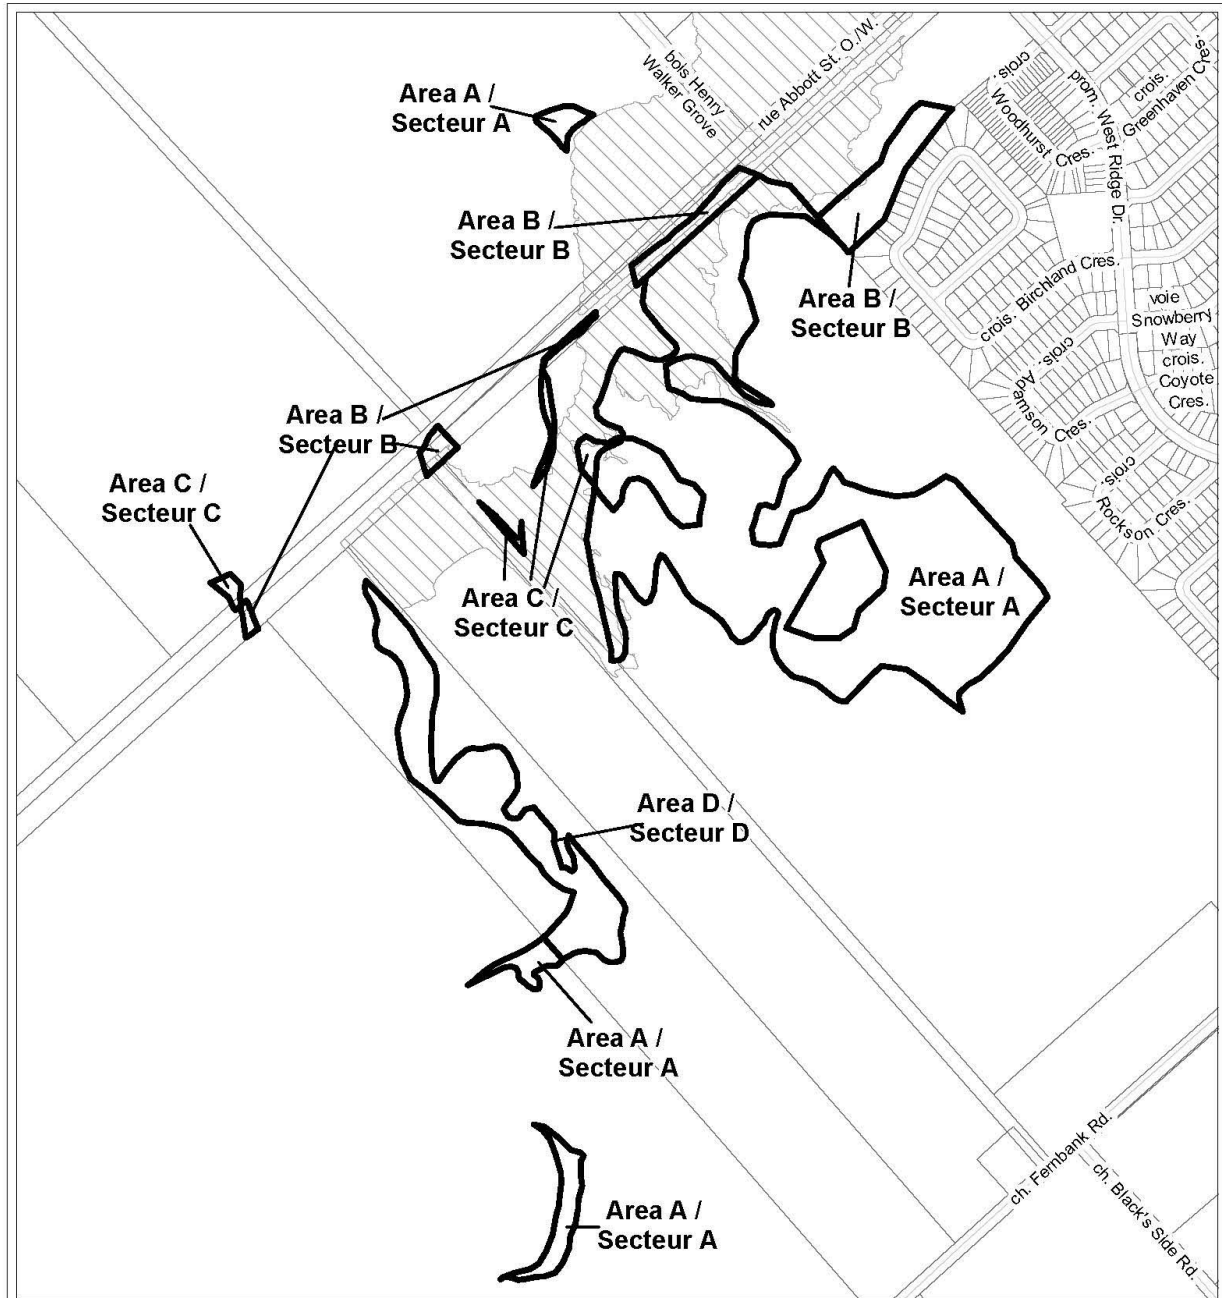 bois Henry
Walker Grove
rue Abbott St. O./W.
crois.
Woodhurst Cres.
prom. West Ridge Dr.
crois.
Greenhaven Cres.
Area A /
Secteur A
Area B /
Secteur B
Area B /
Secteur B
crois. Birchland Cres.
voie
Snowberry
Way
crois.
Coyote
Cres.
crois. Adamson Cres.
Area B /
Secteur B
crois.
Rockson Cres.
Area C /
Secteur C
Area C /
Secteur C
Area A /
Secteur A
Area D /
Secteur D
Area A /
Secteur A
ch. Fernbank Rd.
ch. Black's Side Rd.
Area A /
Secteur A